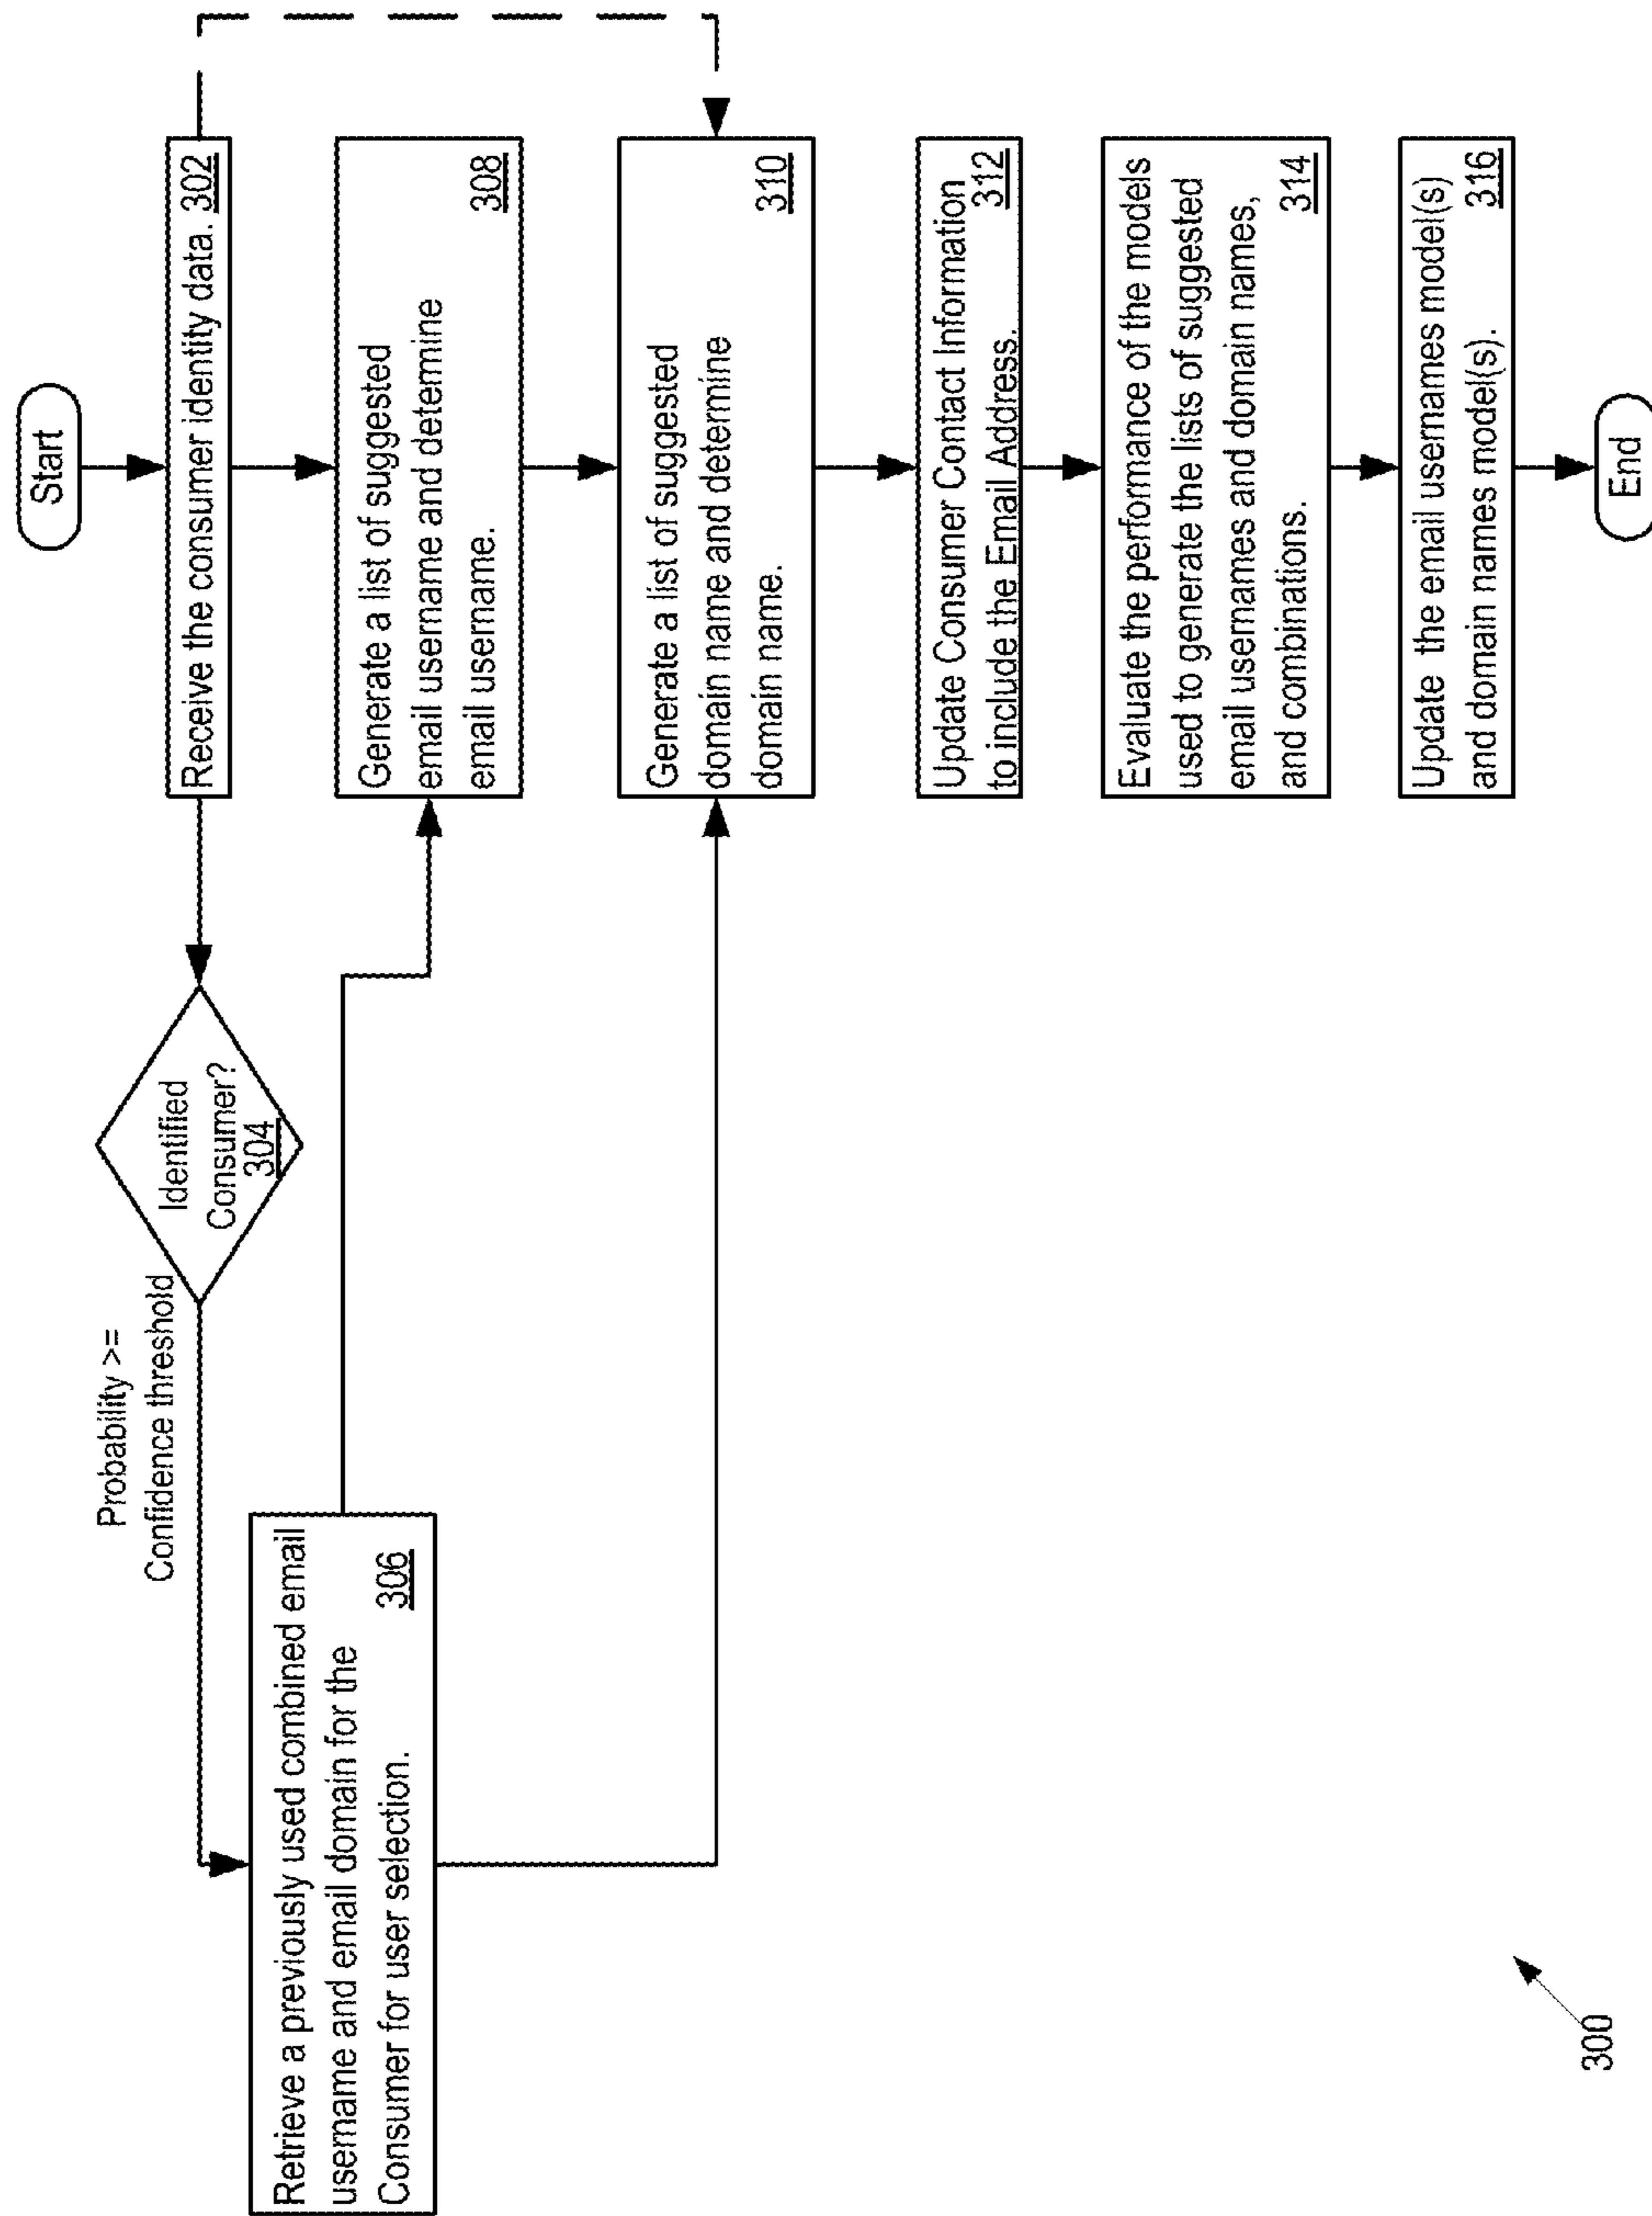 Start
Receive the consumer identity data. 302
Identified
Consumer?
304
Probability >=
Confidence threshold
Retrieve a previously used combined email
username and email domain for the
Consumer for user selection.
306
Generate a list of suggested
email username and determine
email username.
308
Generate a list of suggested
domain name and determine
domain name.
310
Update Consumer Contact Information
to include the Email Address.
312
Evaluate the performance of the models
used to generate the lists of suggested
email usernames and domain names,
and combinations.
314
Update the email usernames model(s)
and domain names model(s).
316
End
300